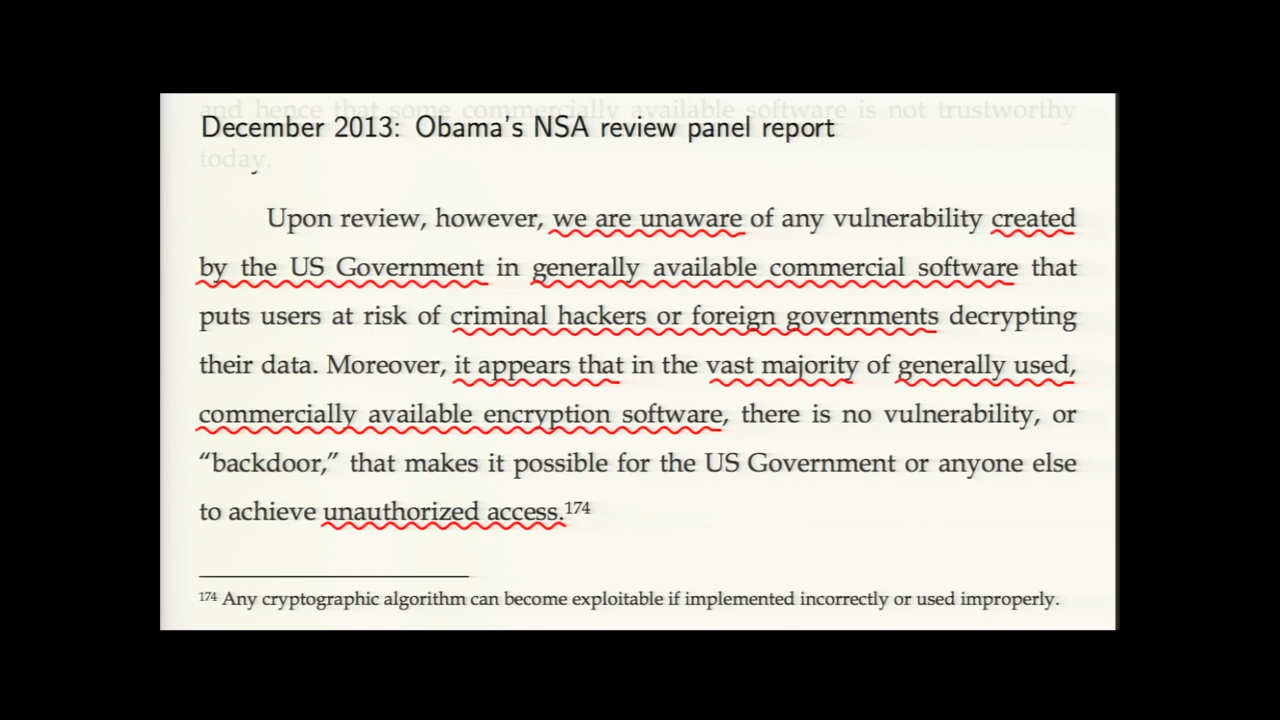 and hence that some commercially available software is not trustworthy
December 2013: Obama's NSA review panel report
today.
Upon review, however, we are unaware of any vulnerability created
by the US Government in generally available commercial software that
puts users at risk of criminal hackers or foreign governments decrypting
their data. Moreover, it appears that in the vast majority of generally used,
commercially available encryption software, there is no vulnerability, or
“backdoor,” that makes it possible for the US Government or anyone else
to achieve unauthorized access.174
174 Any cryptographic algorithm can become exploitable if implemented incorrectly or used improperly.